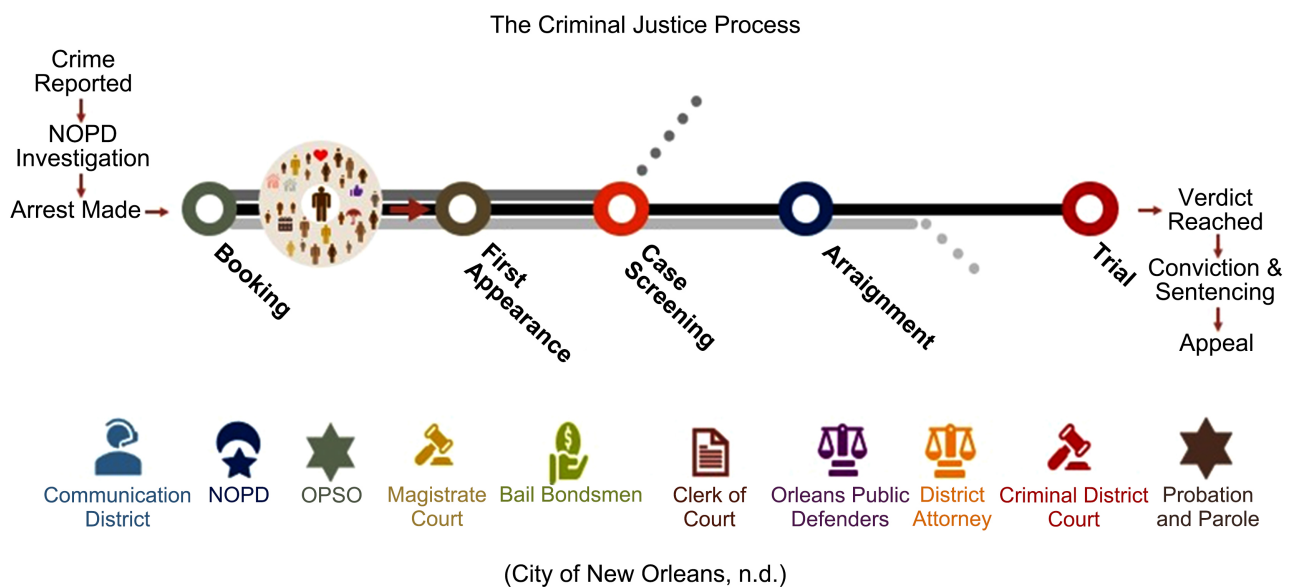 The Criminal Justice Process
Crime
Reported
NOPD
Investigation
Arrest Made
Booking
First
Appearance
Case
Screening
Arraignment
Trial
Verdict
Reached
Conviction &
Sentencing
Appeal
Communication
District
NOPD
OPSO
Magistrate
Court
Bail Bondsmen
$
Clerk of
Court
Orleans Public
Defenders
District
Attorney
Criminal District
Court
Probation
and Parole
(City of New Orleans, n.d.)